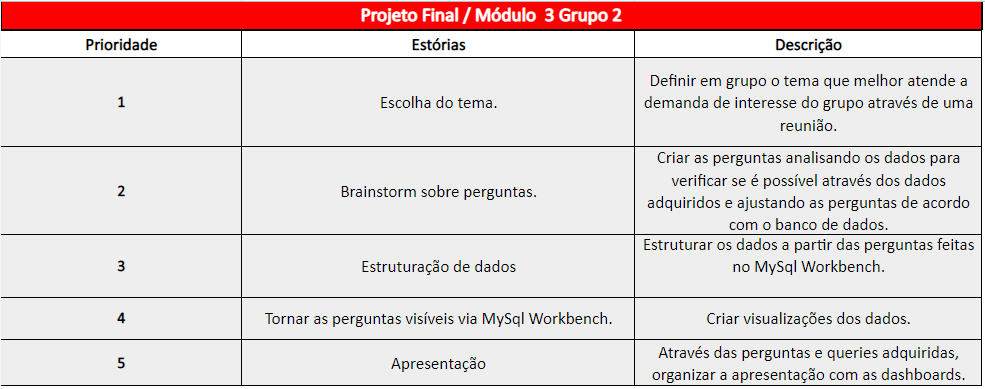 Projeto Final / Módulo 3 Grupo 2
Prioridade Estórias Descrição
1 Escolha do tema. Definir em grupo o tema que melhor atende a
demanda de interesse do grupo através de uma
reunião.
2 Brainstorm sobre perguntas. Criar as perguntas analisando os dados para
verificar se é possível através dos dados
adquiridos e ajustando as perguntas de acordo
com o banco de dados.
3 Estruturação de dados Estruturar os dados a partir das perguntas feitas
no MySql Workbench.
4 Tornar as perguntas visíveis via MySql Workbench. Criar visualizações dos dados.
5 Apresentação Através das perguntas e queries adquiridas,
organizar a apresentação com as dashboards.